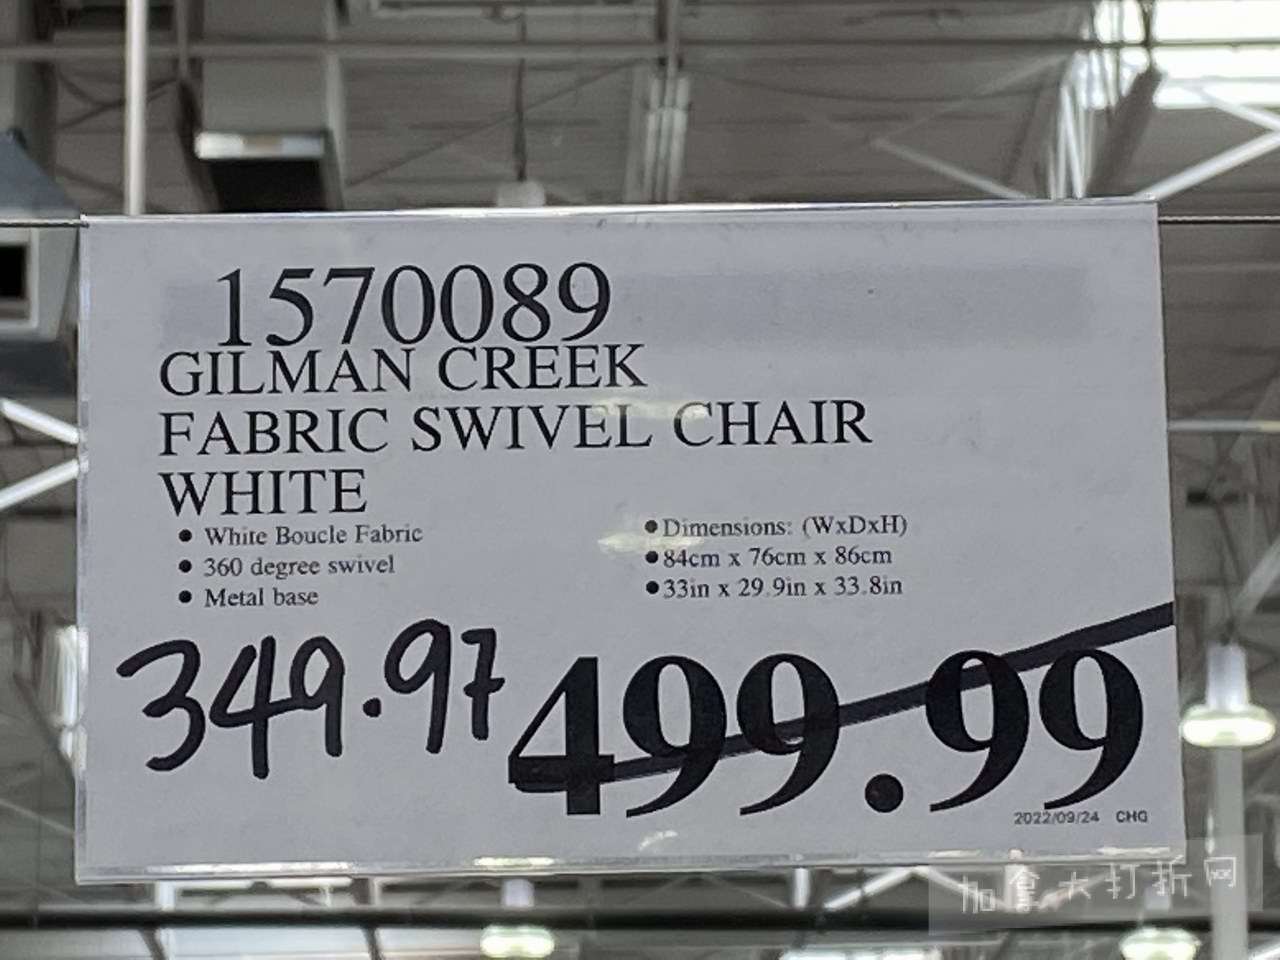 1570089
GILMAN CREEK
FABRIC SWIVEL CHAIR
WHITE
• White Boucle Fabric
• 360 degree swivel
• Metal base
• Dimensions: (WxDxH)
• 84cm x 76cm x 86cm
• 33in x 29.9in x 33.8in
349.97
499.99
2022/09/24 CHG
加拿大打折网